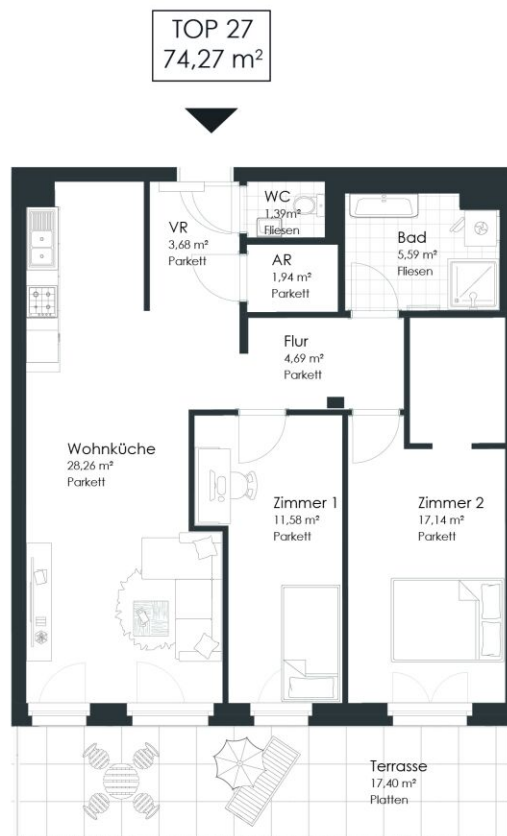 TOP 27
74,27 m²
WC
1,39m²
Fliesen
VR
3,68 m²
Parkett
AR
1,94 m²
Parkett
Bad
5,59 m²
Fliesen
Flur
4,69 m²
Parkett
Wohnküche
28,26 m²
Parkett
Zimmer 1
11,58 m²
Parkett
Zimmer 2
17,14 m²
Parkett
Terrasse
17,40 m²
Platten